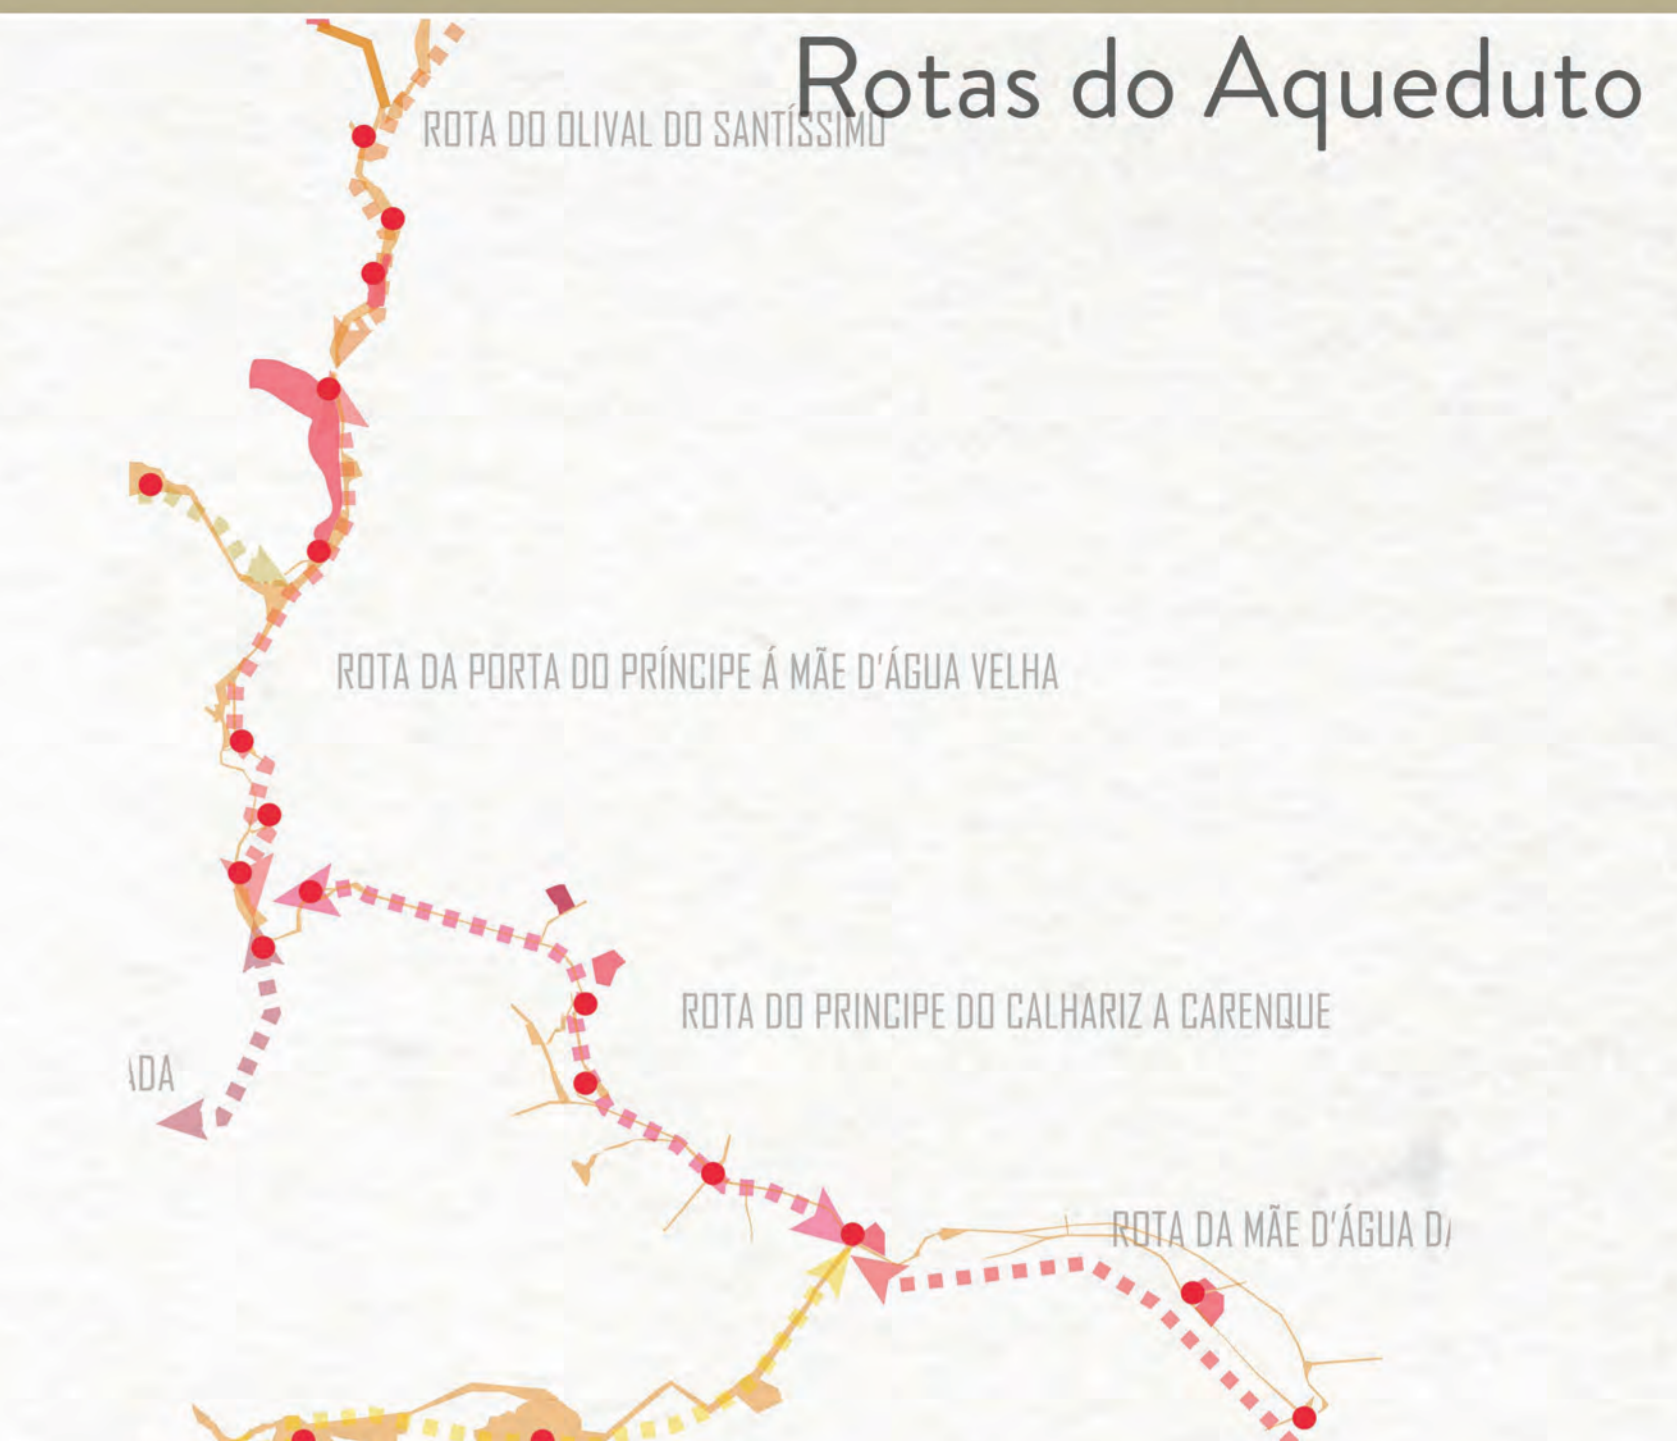 Rotas do Aqueduto
ROTA DO OLIVAL DO SANTÍSSIMO
ROTA DA PORTA DO PRÍNCIPE Á MÃE D'ÁGUA VELHA
ROTA DO PRINCIPE DO CALHARIZ A CARENQUE
ROTA DA MÃE D'ÁGUA